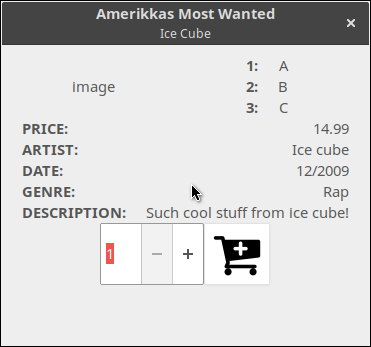 Amerikkas Most Wanted
Ice Cube
image
1: A
2: B
3: C
PRICE: 14.99
ARTIST: Ice cube
DATE: 12/2009
GENRE: Rap
DESCRIPTION: Such cool stuff from Ice cube!
1